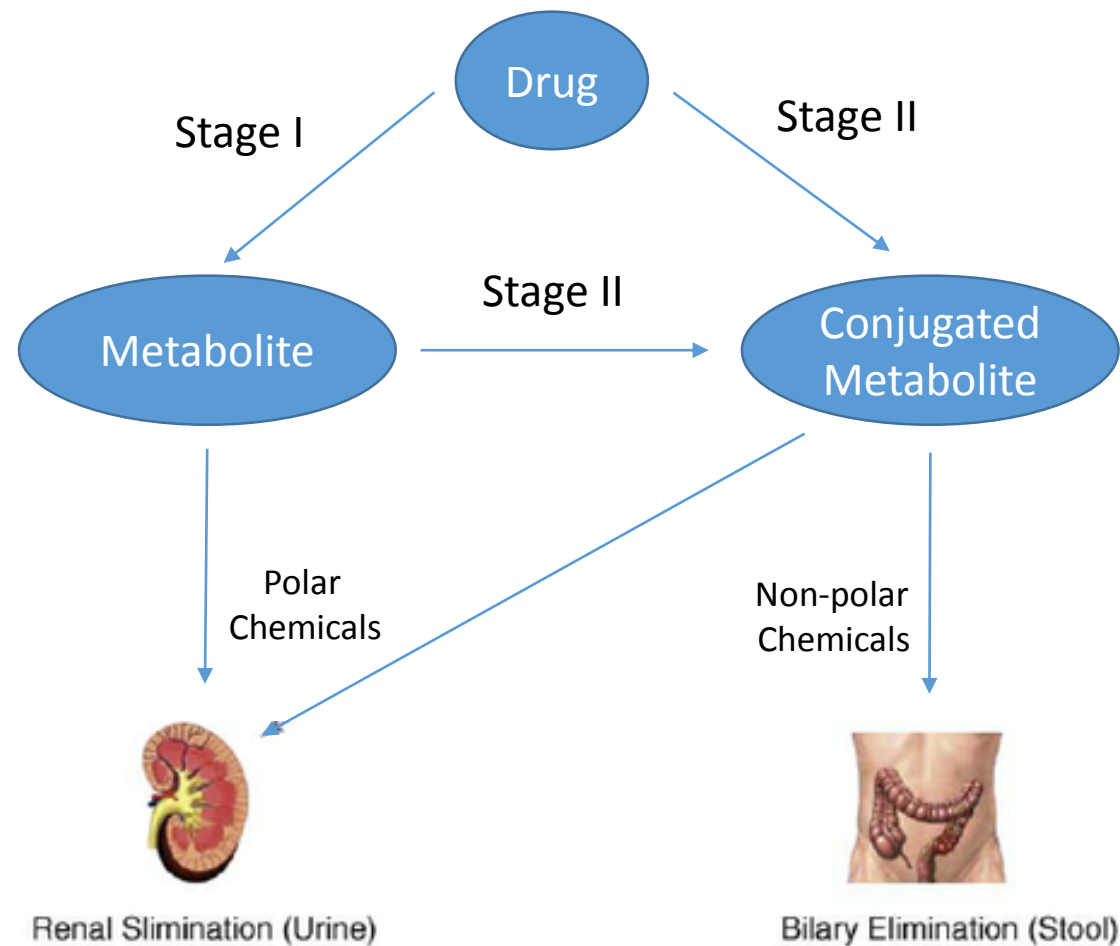 Drug
Stage I
Stage II
Stage II
Metabolite
Conjugated
Metabolite
Polar
Chemicals
Non-polar
Chemicals
Renal Slimination (Urine)
Bilary Elimination (Stool)